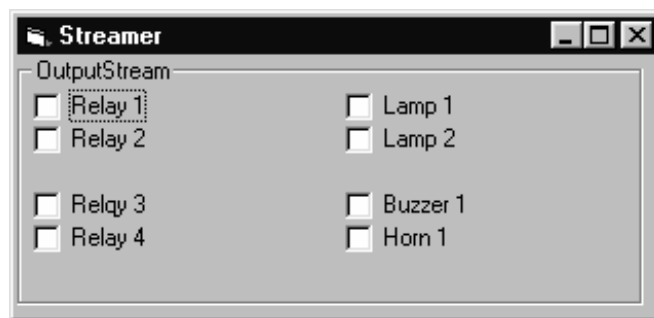 Streamer
OutputStream
Relay 1
Lamp 1
Relay 2
Lamp 2
Relqy 3
Buzzer 1
Relay 4
Horn 1